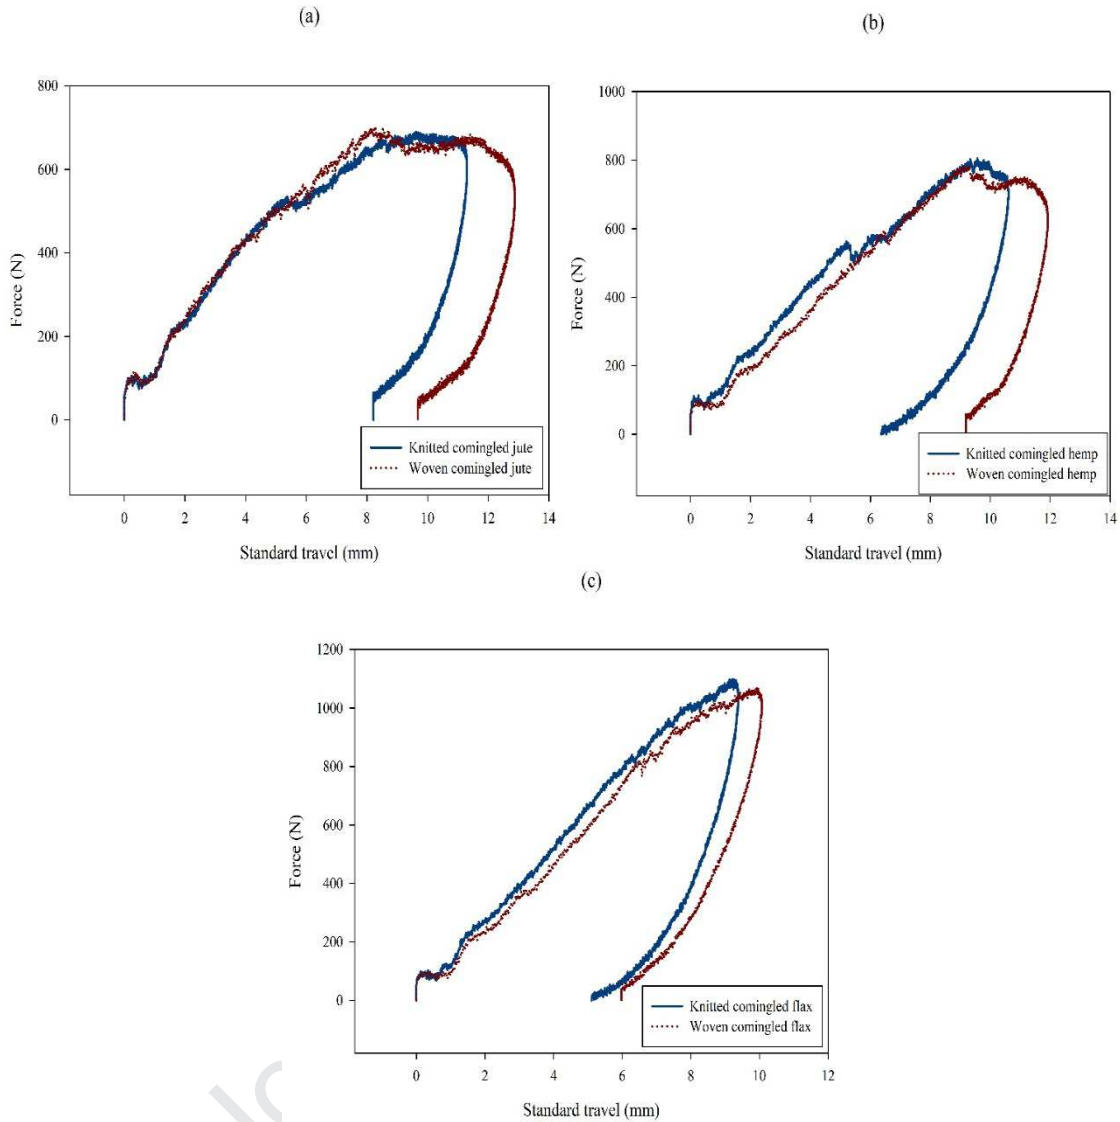 (a)
800
600
400
200
0
Force (N)
Knitted comingled jute
Woven comingled jute
0 2 4 6 8 10 12 14
Standard travel (mm)
(b)
1000
800
600
400
200
0
Force (N)
Knitted comingled hemp
Woven comingled hemp
0 2 4 6 8 10 12 14
Standard travel (mm)
(c)
1200
1000
800
600
400
200
0
Force (N)
Knitted comingled flax
Woven comingled flax
0 2 4 6 8 10 12
Standard travel (mm)